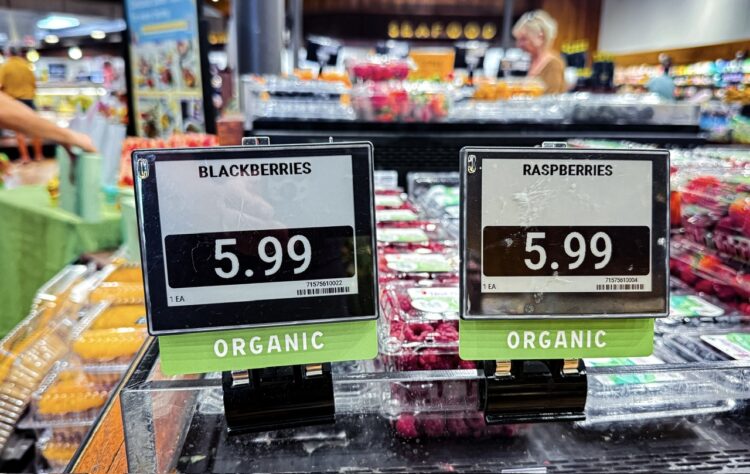 BLACKBERRIES
5.99
71575610022
1 EA
ORGANIC
RASPBERRIES
5.99
71575610004
1 EA
ORGANIC